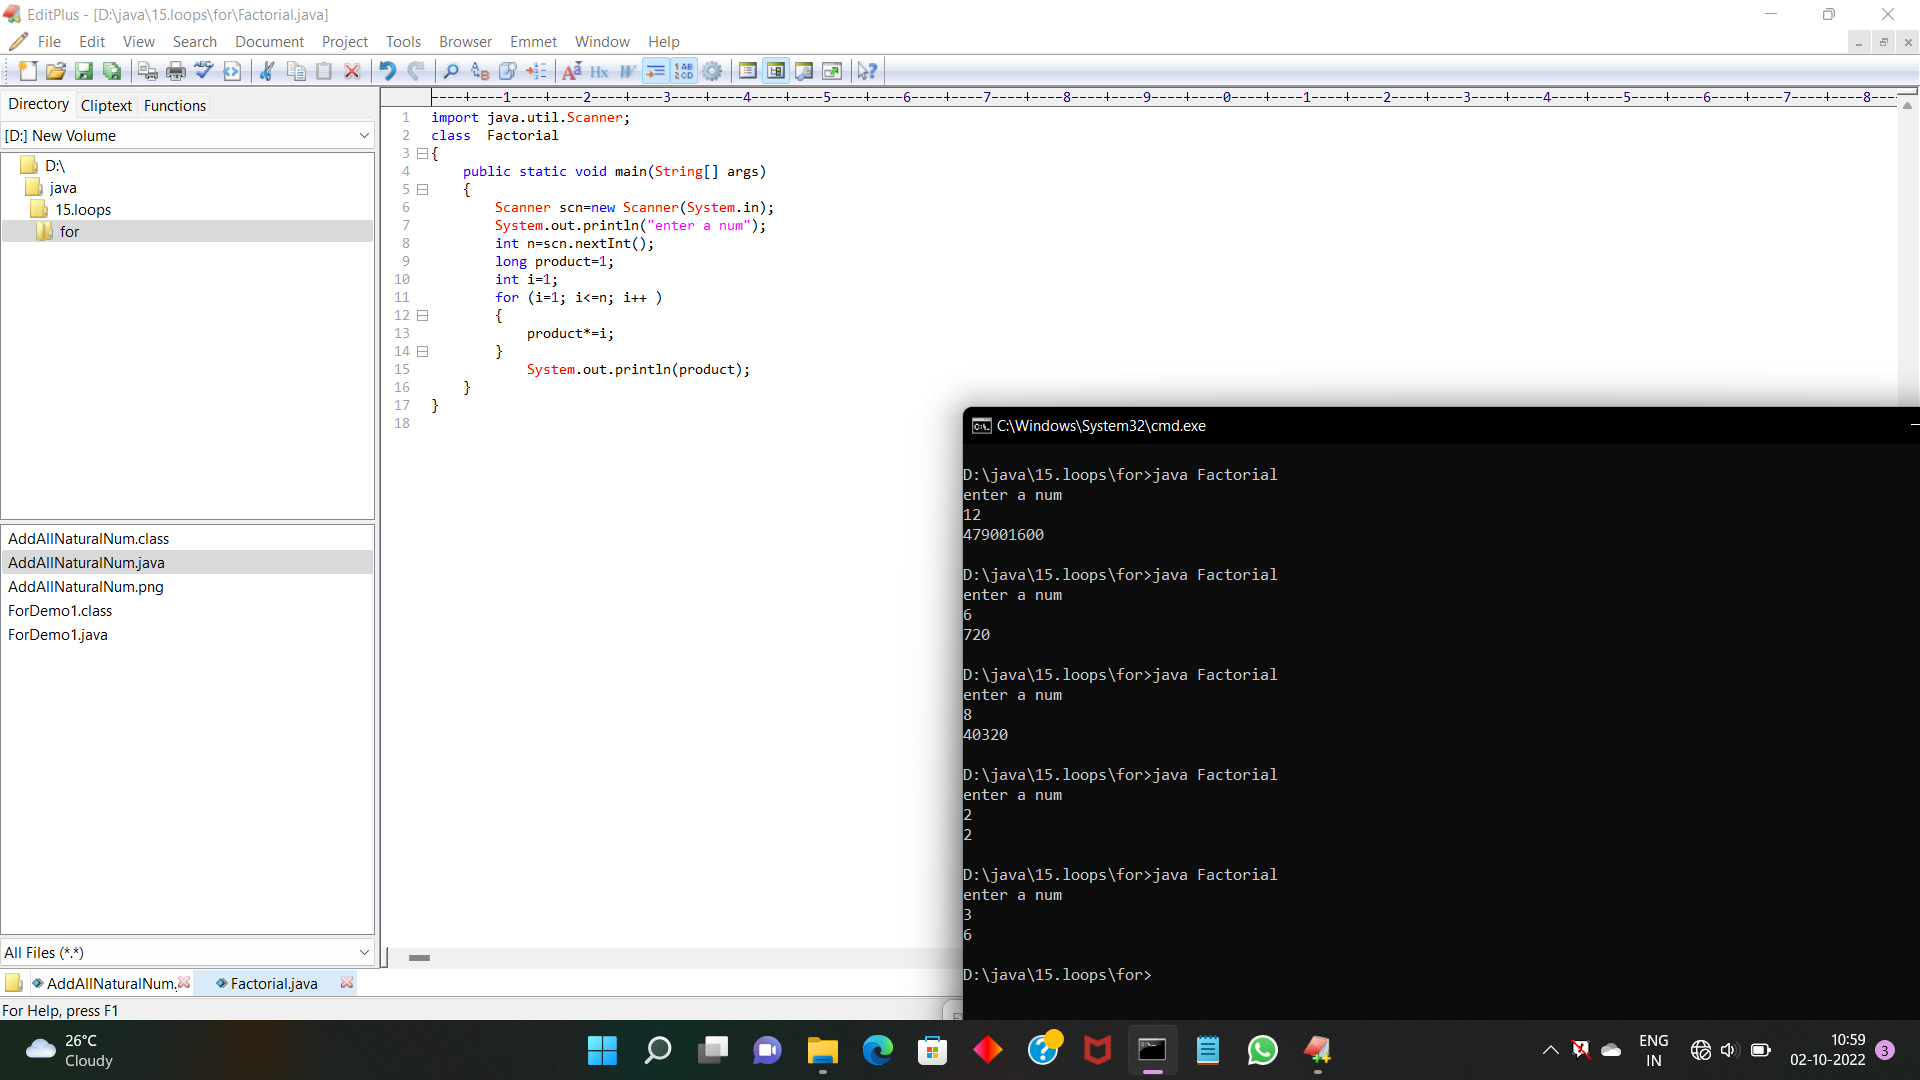 EditPlus - [D:\java\15.loops\for\Factorial.java]
File Edit View Search Document Project Tools Browser Emmet Window Help
Directory Cliptext Functions
[D:] New Volume
D:\
java
15.loops
for
AddAllNaturalNum.class
AddAllNaturalNum.java
AddAllNaturalNum.png
ForDemo1.class
ForDemo1.java
All Files (*.*)
----+----1----+----2----+----3----+----4----+----5----+----6----+----7----+----8----+----9----+----0----+----1----+----2----+----3----+----4----+----5----+----6----+----7----+----8----
1 import java.util.Scanner;
2 class  Factorial
3 {
4     public static void main(String[] args)
5     {
6         Scanner scn=new Scanner(System.in);
7         System.out.println("enter a num");
8         int n=scn.nextInt();
9         long product=1;
10         int i=1;
11         for (i=1; i<=n; i++ )
12         {
13             product*=i;
14         }
15             System.out.println(product);
16     }
17 }
18
C:\Windows\System32\cmd.exe
D:\java\15.loops\for>java Factorial
enter a num
12
479001600
D:\java\15.loops\for>java Factorial
enter a num
6
720
D:\java\15.loops\for>java Factorial
enter a num
8
40320
D:\java\15.loops\for>java Factorial
enter a num
2
2
D:\java\15.loops\for>java Factorial
enter a num
3
6
D:\java\15.loops\for>
AddAllNaturalNum. Factorial.java
For Help, press F1
26°C
Cloudy
ENG
IN
10:59
02-10-2022
3